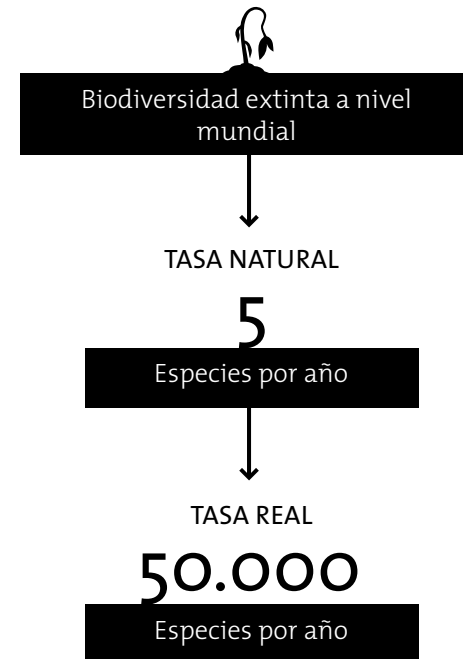 Biodiversidad extinta a nivel
mundial
TASA NATURAL
5
Especies por año
TASA REAL
50.000
Especies por año